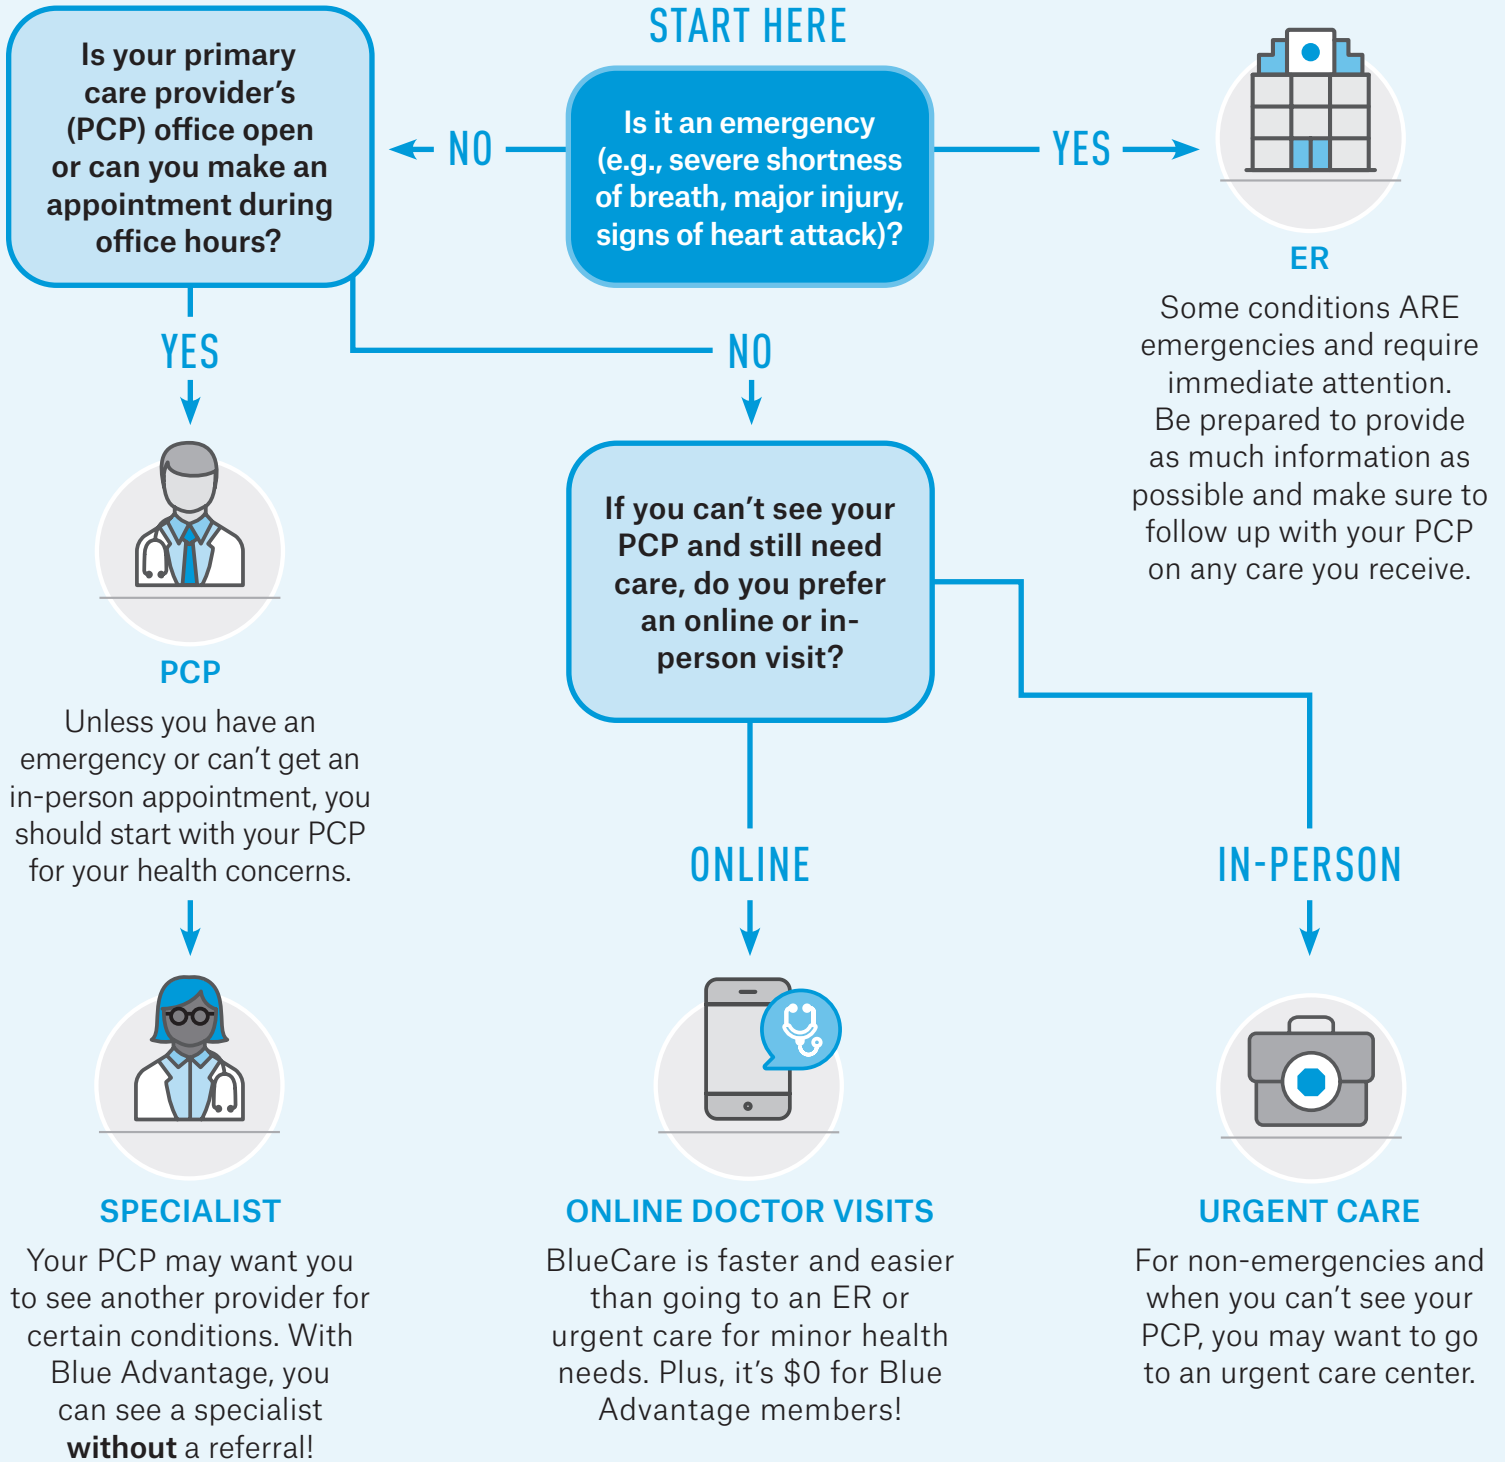 START HERE
Is it an emergency
(e.g., severe shortness
of breath, major injury,
signs of heart attack)?
NO
YES
Is your primary
care provider’s
(PCP) office open
or can you make an
appointment during
office hours?
ER
Some conditions ARE
emergencies and require
immediate attention.
Be prepared to provide
as much information as
possible and make sure to
follow up with your PCP
on any care you receive.
YES
NO
PCP
Unless you have an
emergency or can’t get an
in-person appointment, you
should start with your PCP
for your health concerns.
If you can’t see your
PCP and still need
care, do you prefer
an online or in-
person visit?
ONLINE
IN-PERSON
SPECIALIST
Your PCP may want you
to see another provider for
certain conditions. With
Blue Advantage, you
can see a specialist
without a referral!
ONLINE DOCTOR VISITS
BlueCare is faster and easier
than going to an ER or
urgent care for minor health
needs. Plus, it’s $0 for Blue
Advantage members!
URGENT CARE
For non-emergencies and
when you can’t see your
PCP, you may want to go
to an urgent care center.